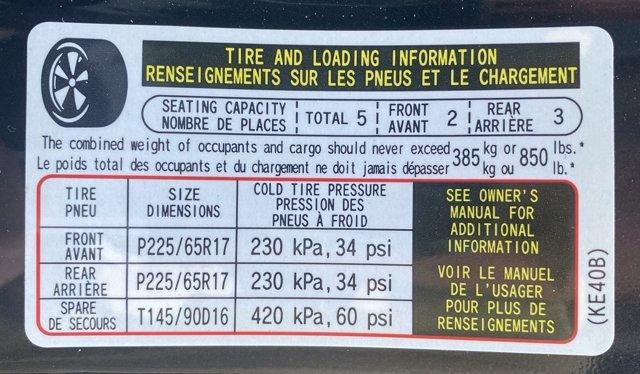 TIRE AND LOADING INFORMATION
RENSEIGNEMENTS SUR LES PNEUS ET LE CHARGEMENT
SEATING CAPACITY
NOMBRE DE PLACES
TOTAL 5
FRONT
AVANT
2
REAR
ARRIÈRE
3
The combined weight of occupants and cargo should never exceed 385 kg or 850 lbs.*
Le poids total des occupants et du chargement ne doit jamais dépasser 385 kg ou 850 lb.*
TIRE
PNEU
SIZE
DIMENSIONS
COLD TIRE PRESSURE
PRESSION DES
PNEUS À FROID
FRONT
AVANT
P225/65R17
230 kPa, 34 psi
REAR
ARRIÈRE
P225/65R17
230 kPa, 34 psi
SPARE
DE SECOURS
T145/90D16
420 kPa, 60 psi
SEE OWNER'S
MANUAL FOR
ADDITIONAL
INFORMATION
VOIR LE MANUEL
DE L'USAGER
POUR PLUS DE
RENSEIGNEMENTS
(KE40B)